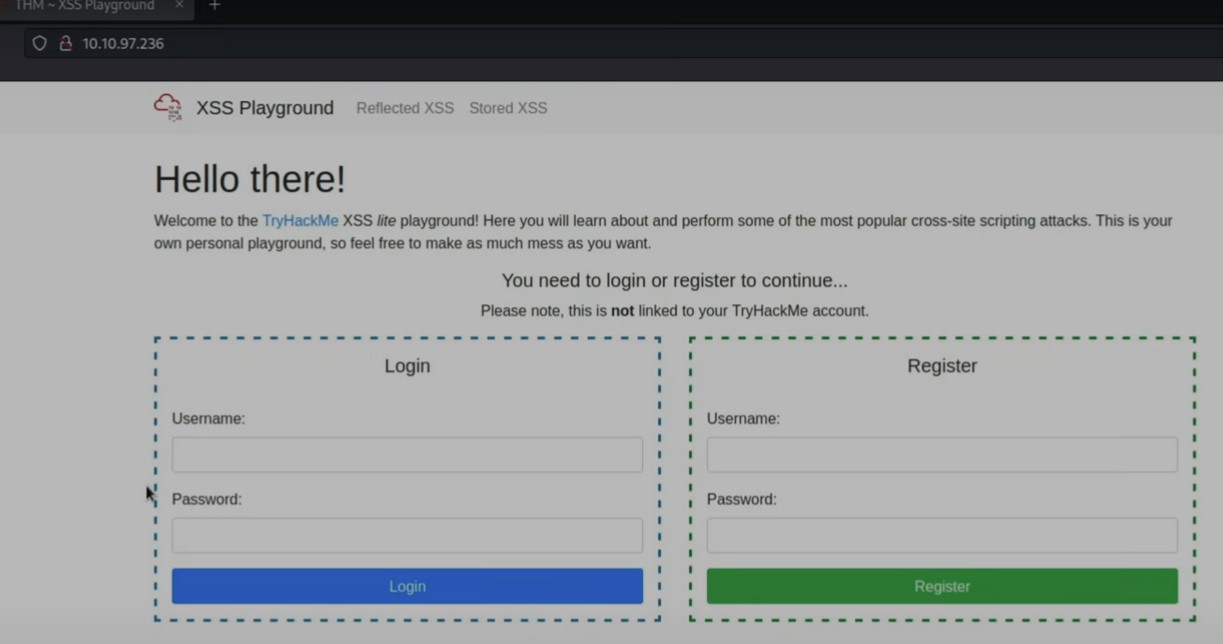 THM ~ XSS Playground × +
10.10.97.236
XSS Playground Reflected XSS Stored XSS
Hello there!
Welcome to the TryHackMe XSS lite playground! Here you will learn about and perform some of the most popular cross-site scripting attacks. This is your
own personal playground, so feel free to make as much mess as you want.
You need to login or register to continue...
Please note, this is not linked to your TryHackMe account.
Login
Username:
Password:
Login
Register
Username:
Password:
Register